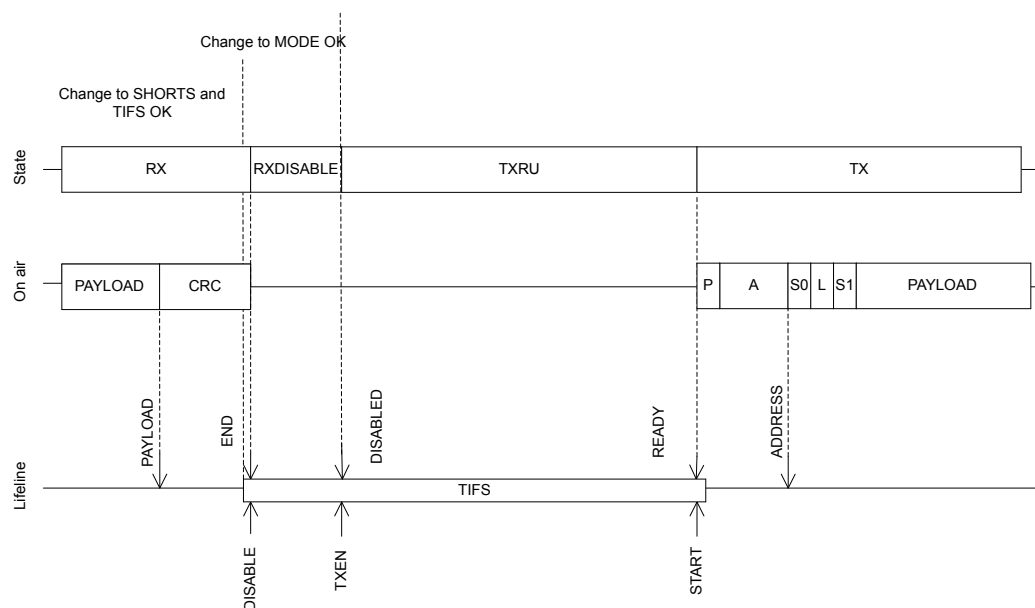 Change to MODE OK
Change to SHORTS and
TIFS OK
State
RX
RXDISABLE
TXRU
TX
On air
PAYLOAD
CRC
P
A
S0
L
S1
PAYLOAD
PAYLOAD
END
DISABLED
READY
ADDRESS
Lifeline
TIFS
DISABLE
TXEN
START